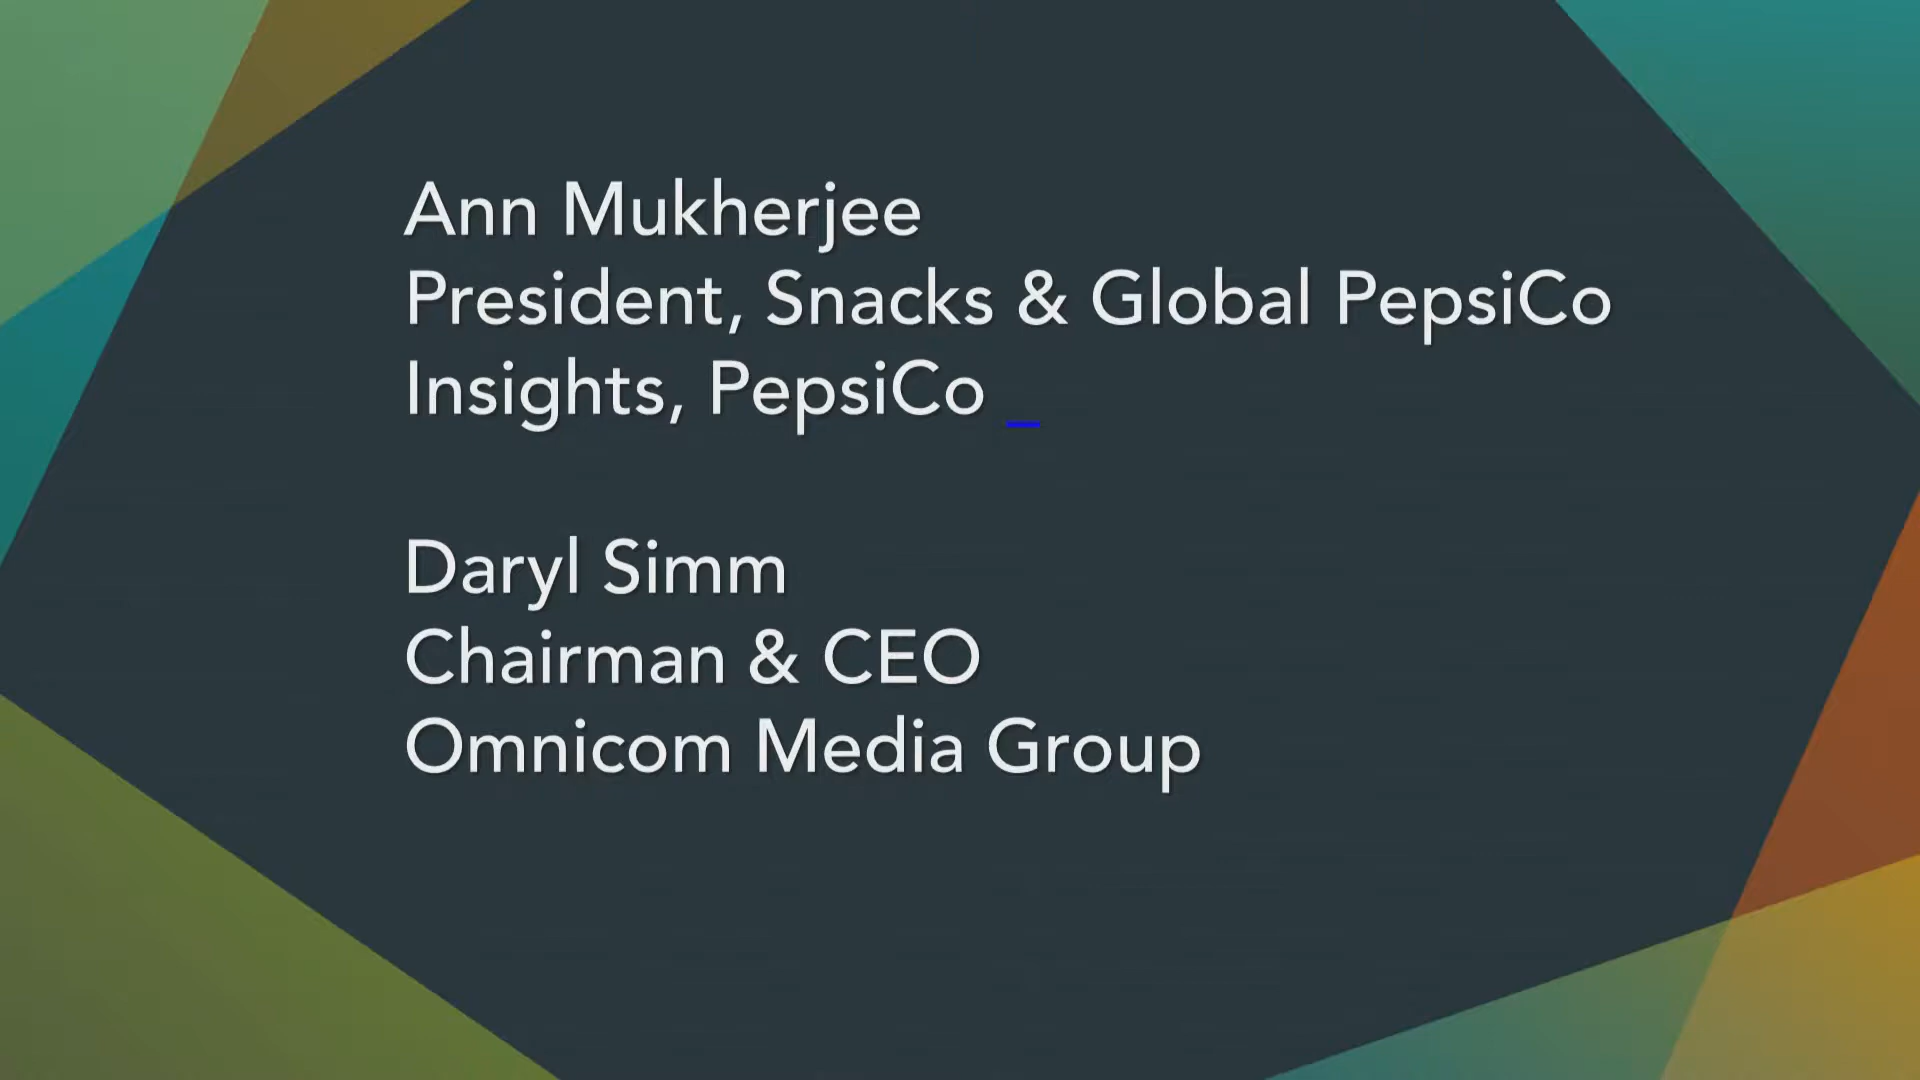 Ann Mukherjee
President, Snacks & Global PepsiCo
Insights, PepsiCo
Daryl Simm
Chairman & CEO
Omnicom Media Group